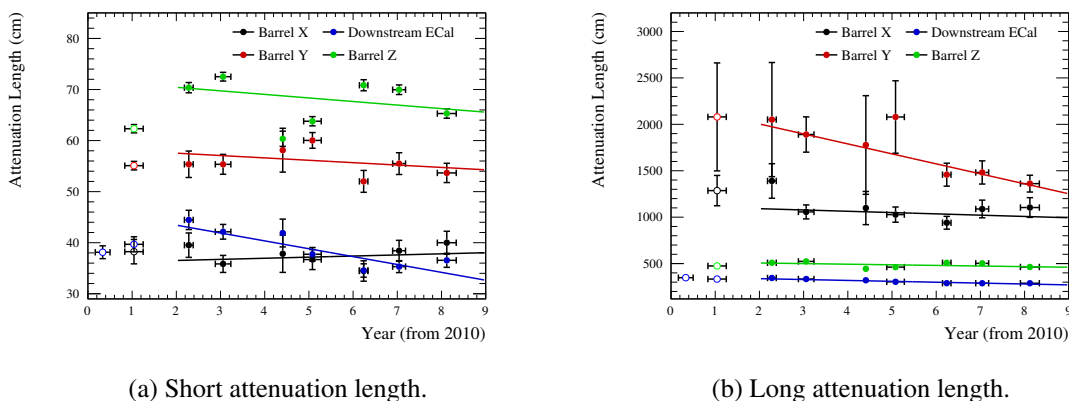 Attenuation Length (cm)
80
70
60
50
40
30
Barrel X
Downstream ECal
Barrel Y
Barrel Z
0 1 2 3 4 5 6 7 8 9
Year (from 2010)
(a) Short attenuation length.
Attenuation Length (cm)
3000
2500
2000
1500
1000
500
Barrel X
Downstream ECal
Barrel Y
Barrel Z
0 1 2 3 4 5 6 7 8 9
Year (from 2010)
(b) Long attenuation length.